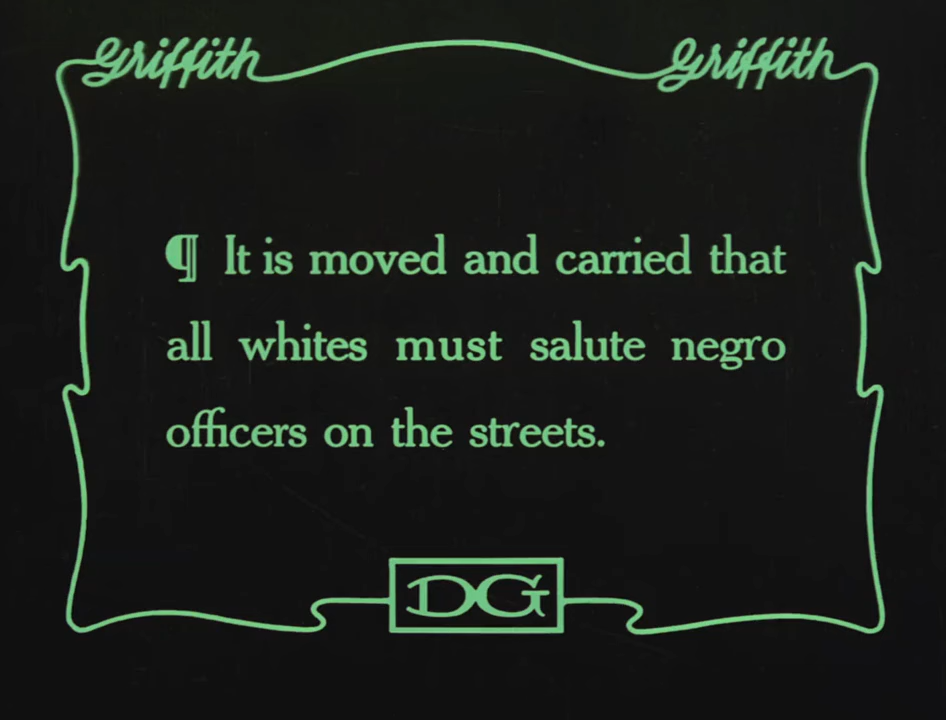 Griffith Griffith
¶ It is moved and carried that
all whites must salute negro
officers on the streets.
DG